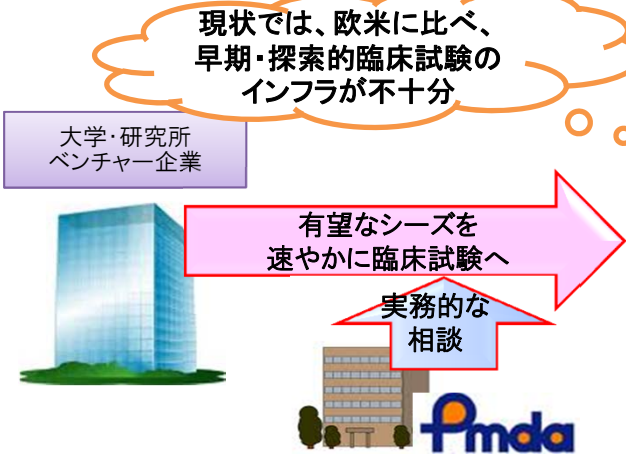 現状では、欧米に比べ、
早期・探索的臨床試験の
インフラが不十分
大学・研究所
ベンチャー企業
有望なシーズを
速やかに臨床試験へ
実務的な
相談
Pmda